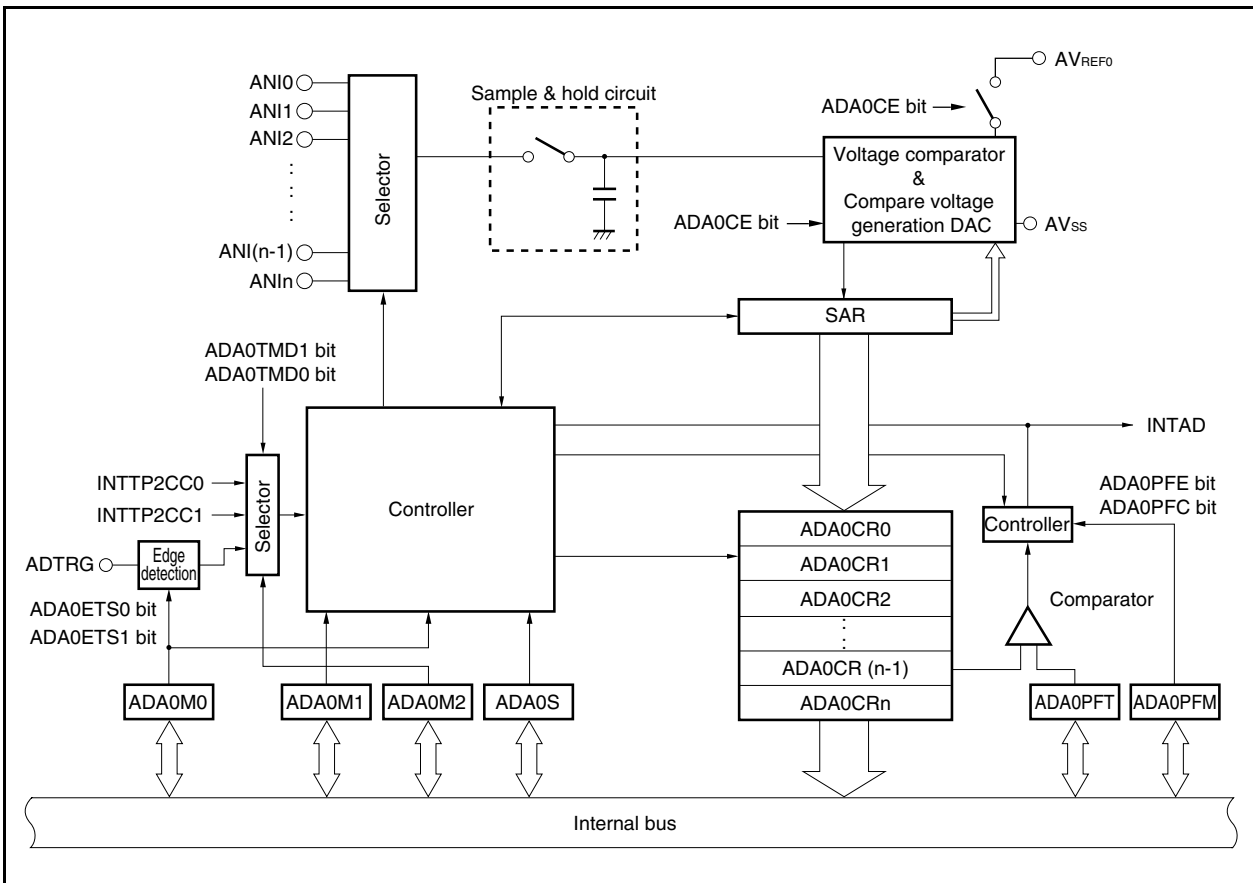 ANI0
ANI1
ANI2
ANI(n-1)
ANIn
Selector
Sample & hold circuit
AVREF0
ADA0CE bit
Voltage comparator
&
Compare voltage
generation DAC
ADA0CE bit
AVSS
SAR
ADA0TMD1 bit
ADA0TMD0 bit
INTTP2CC0
INTTP2CC1
ADTRG
Edge
detection
Selector
Controller
ADA0ETS0 bit
ADA0ETS1 bit
INTAD
ADA0PFE bit
ADA0PFC bit
Controller
Comparator
ADA0CR0
ADA0CR1
ADA0CR2
ADA0CR (n-1)
ADA0CRn
ADA0M0
ADA0M1
ADA0M2
ADA0S
ADA0PFT
ADA0PFM
Internal bus